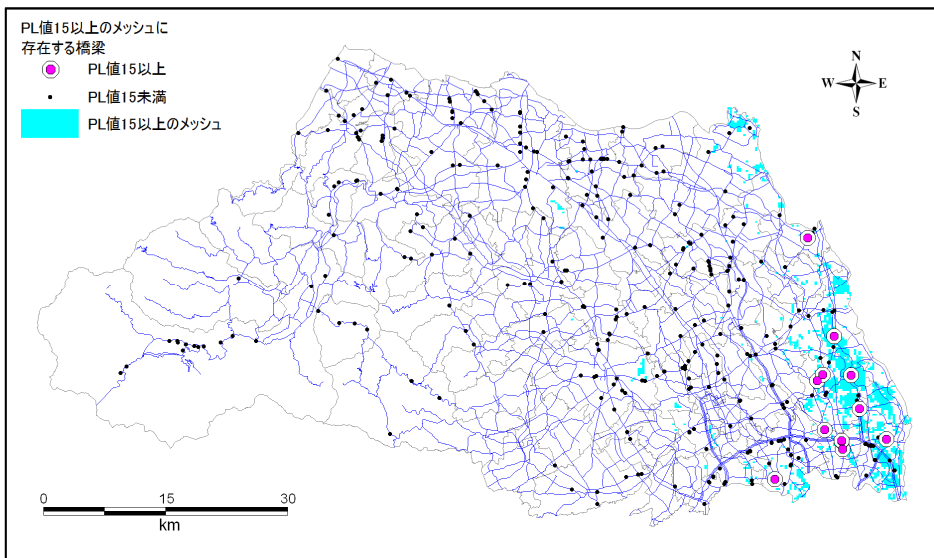 PL値15以上のメッシュに
存在する橋梁
PL値15以上
PL値15未満
PL値15以上のメッシュ
N
W E
S
0 15 30
km